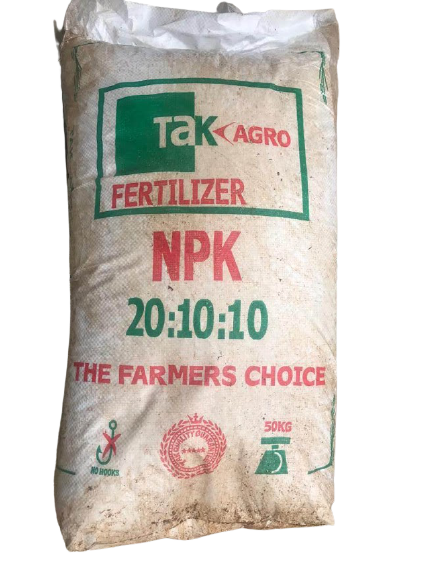 TaK AGRO
FERTILIZER
NPK
20:10:10
THE FARMERS CHOICE
50KG
NO HOOKS